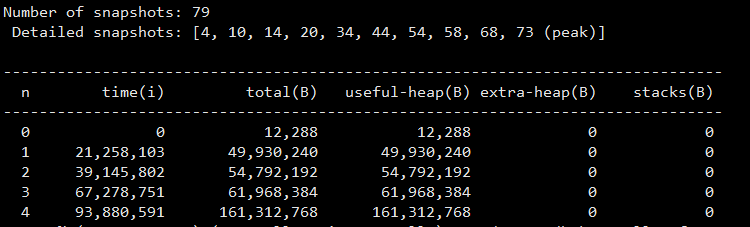 Number of snapshots: 79
Detailed snapshots: [4, 10, 14, 20, 34, 44, 54, 58, 68, 73 (peak)]
--------------------------------------------------------------------------------
n time(i) total(B) useful-heap(B) extra-heap(B) stacks(B)
--------------------------------------------------------------------------------
0 0 12,288 12,288 0 0
1 21,258,103 49,930,240 49,930,240 0 0
2 39,145,802 54,792,192 54,792,192 0 0
3 67,278,751 61,968,384 61,968,384 0 0
4 93,880,591 161,312,768 161,312,768 0 0